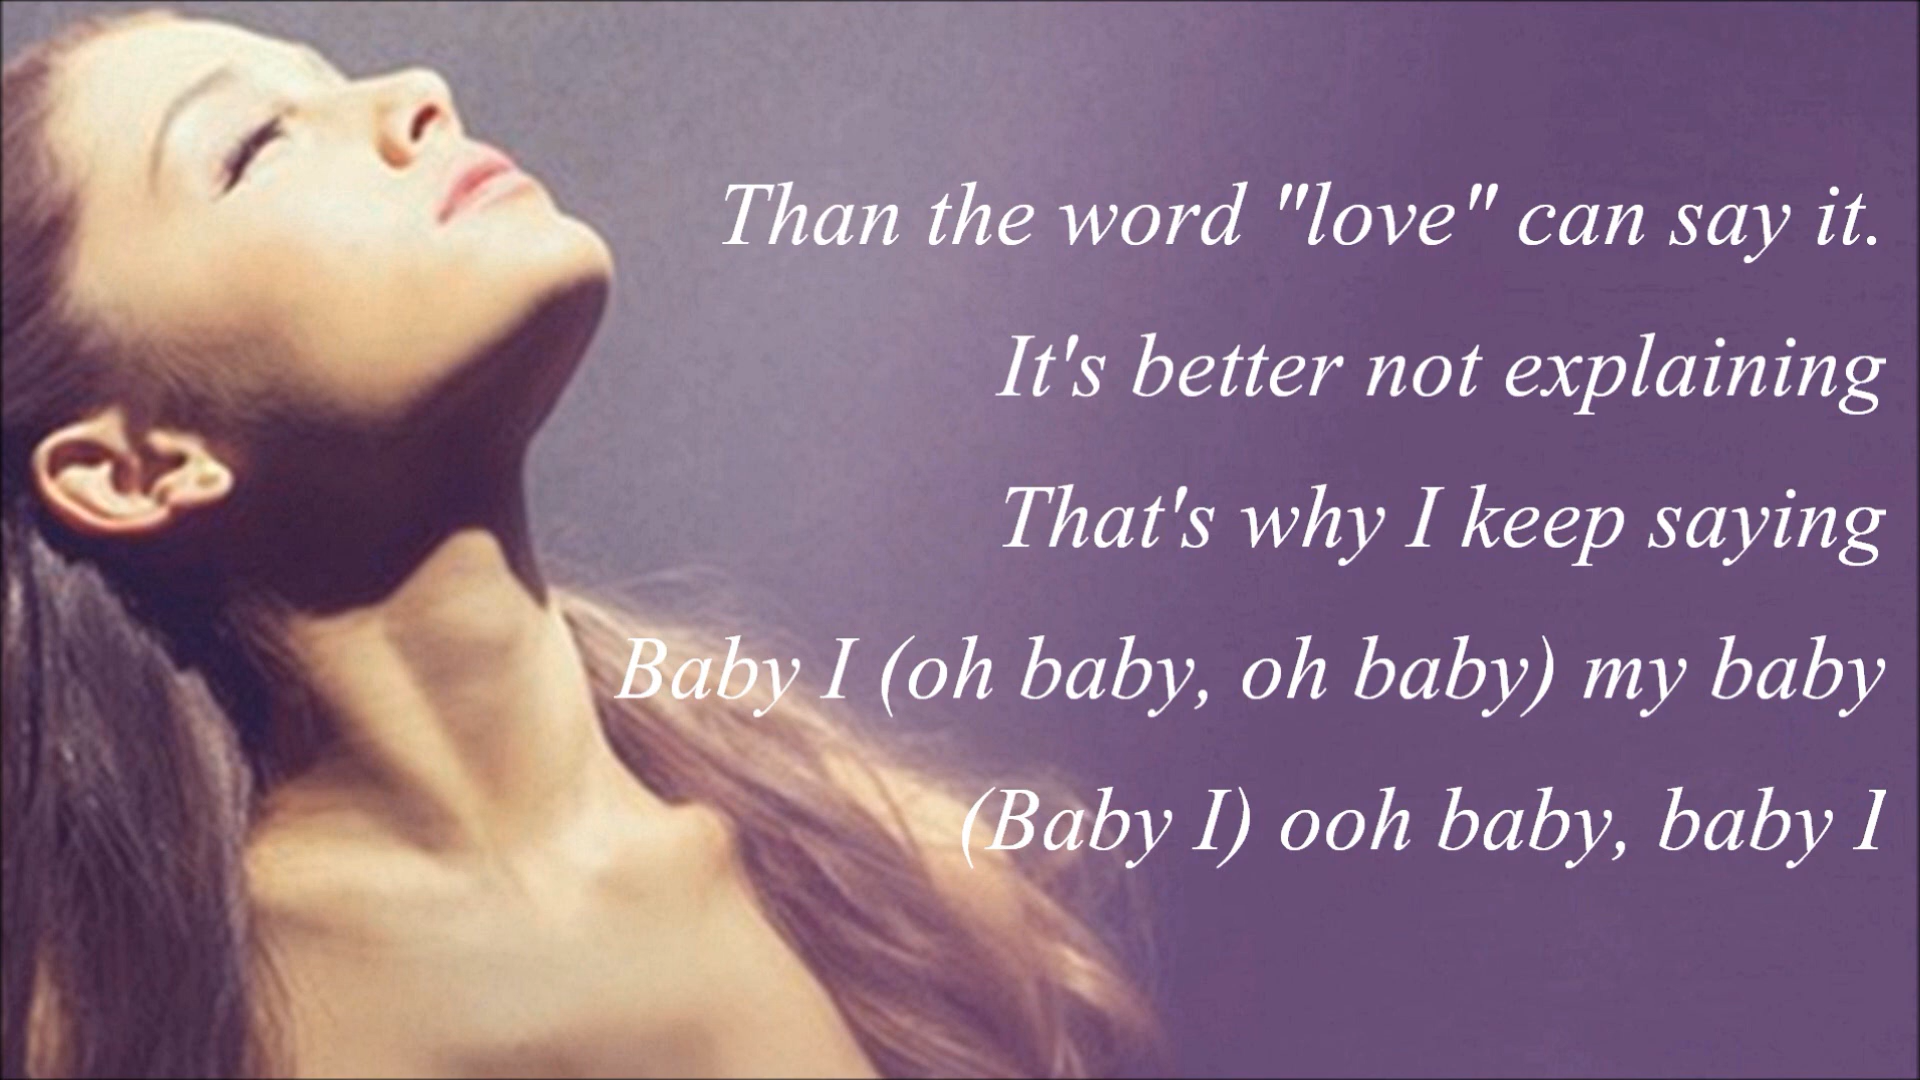 Than the word "love" can say it.
It's better not explaining
That's why I keep saying
Baby I (oh baby, oh baby) my baby
(Baby I) ooh baby, baby I